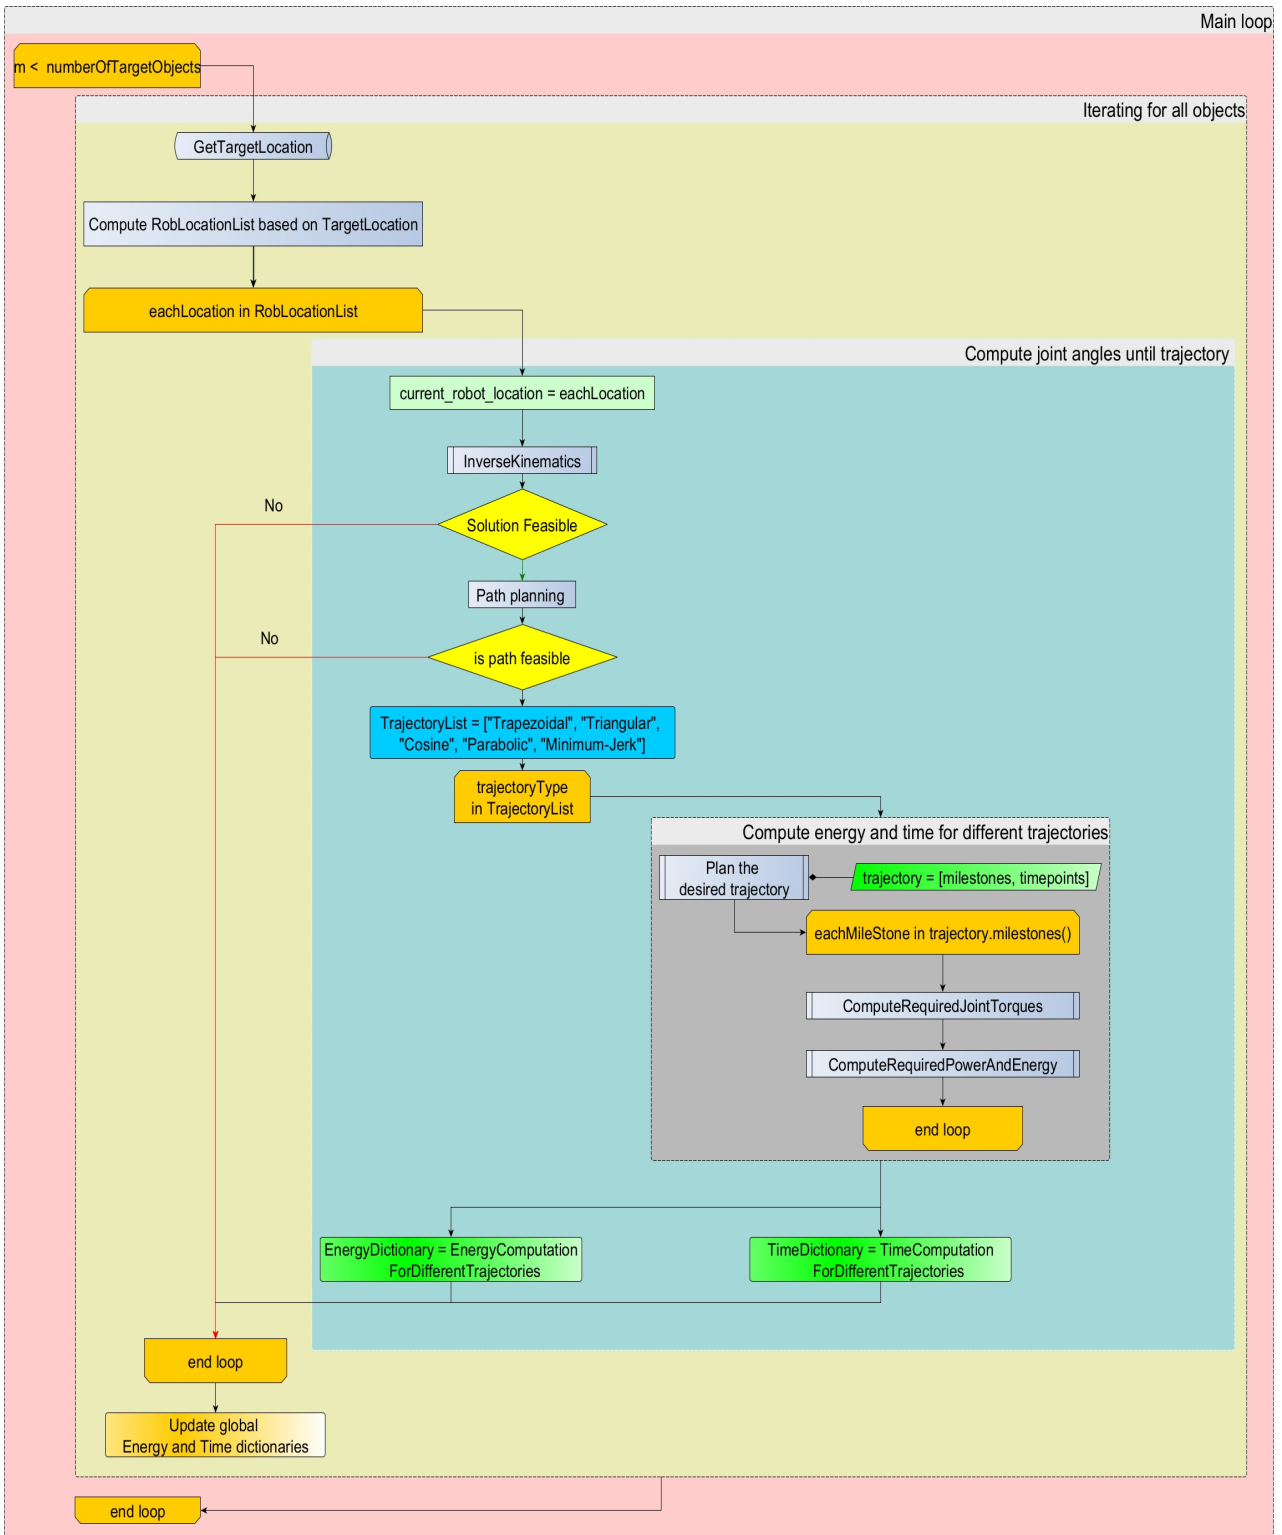 Main loop
m < numberOfTargetObjects
Iterating for all objects
GetTargetLocation
Compute RobLocationList based on TargetLocation
eachLocation in RobLocationList
Compute joint angles until trajectory
current_robot_location = eachLocation
InverseKinematics
No
Solution Feasible
Path planning
No
is path feasible
TrajectoryList = ["Trapezoidal", "Triangular",
"Cosine", "Parabolic", "Minimum-Jerk"]
trajectoryType
in TrajectoryList
Compute energy and time for different trajectories
Plan the
desired trajectory
trajectory = [milestones, timepoints]
eachMileStone in trajectory.milestones()
ComputeRequiredJointTorques
ComputeRequiredPowerAndEnergy
end loop
EnergyDictionary = EnergyComputation
ForDifferentTrajectories
TimeDictionary = TimeComputation
ForDifferentTrajectories
end loop
Update global
Energy and Time dictionaries
end loop